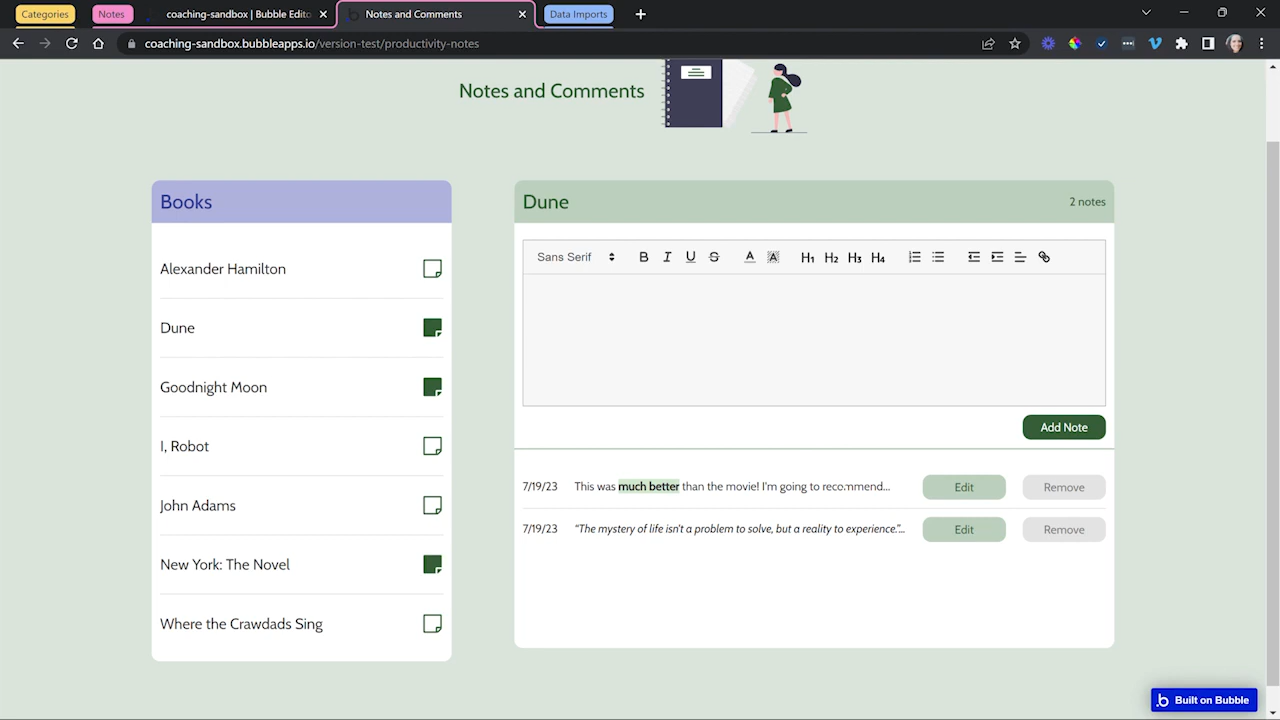 Categories
Notes
coaching-sandbox | Bubble Edito
Notes and Comments
Data Imports
coaching-sandbox.bubbleapps.io/version-test/productivity-notes
Notes and Comments
Books
Alexander Hamilton
Dune
Goodnight Moon
I, Robot
John Adams
New York: The Novel
Where the Crawdads Sing
Dune
2 notes
Sans Serif B I U S A A H1 H2 H3 H4
Add Note
7/19/23 This was much better than the movie! I'm going to recommend... Edit Remove
7/19/23 "The mystery of life isn't a problem to solve, but a reality to experience."... Edit Remove
Built on Bubble